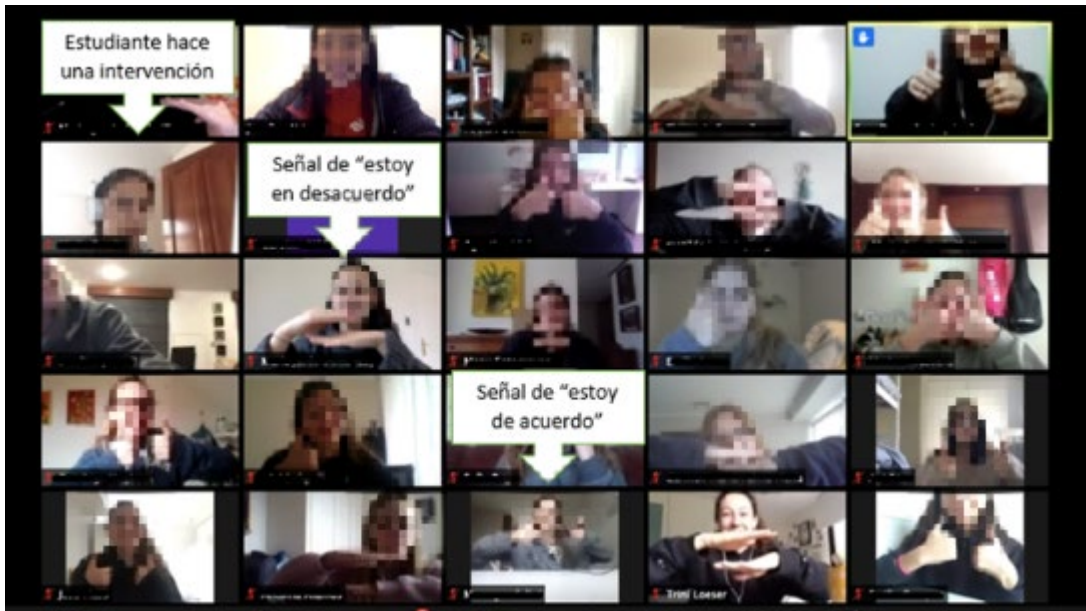 Estudiante hace
una intervención
Señal de “estoy
en desacuerdo”
Señal de “estoy
de acuerdo”
Trini Loeser